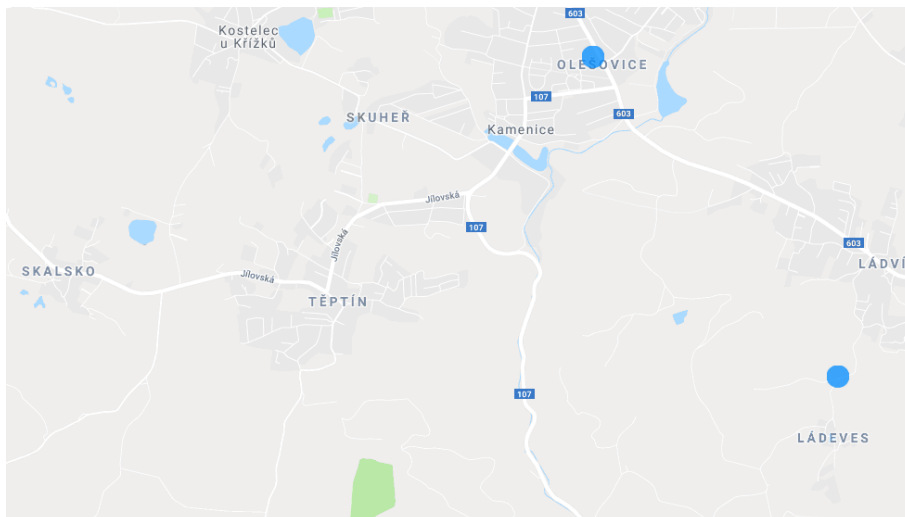 603
Kostelec
u Křížků
OLEŠOVICE
107
603
SKUHEŘ
Kamenice
Jílovská
107
Jílovská
603
LÁDVÍ
SKALSKO
Jílovská
TĚPTÍN
107
LÁDEVES